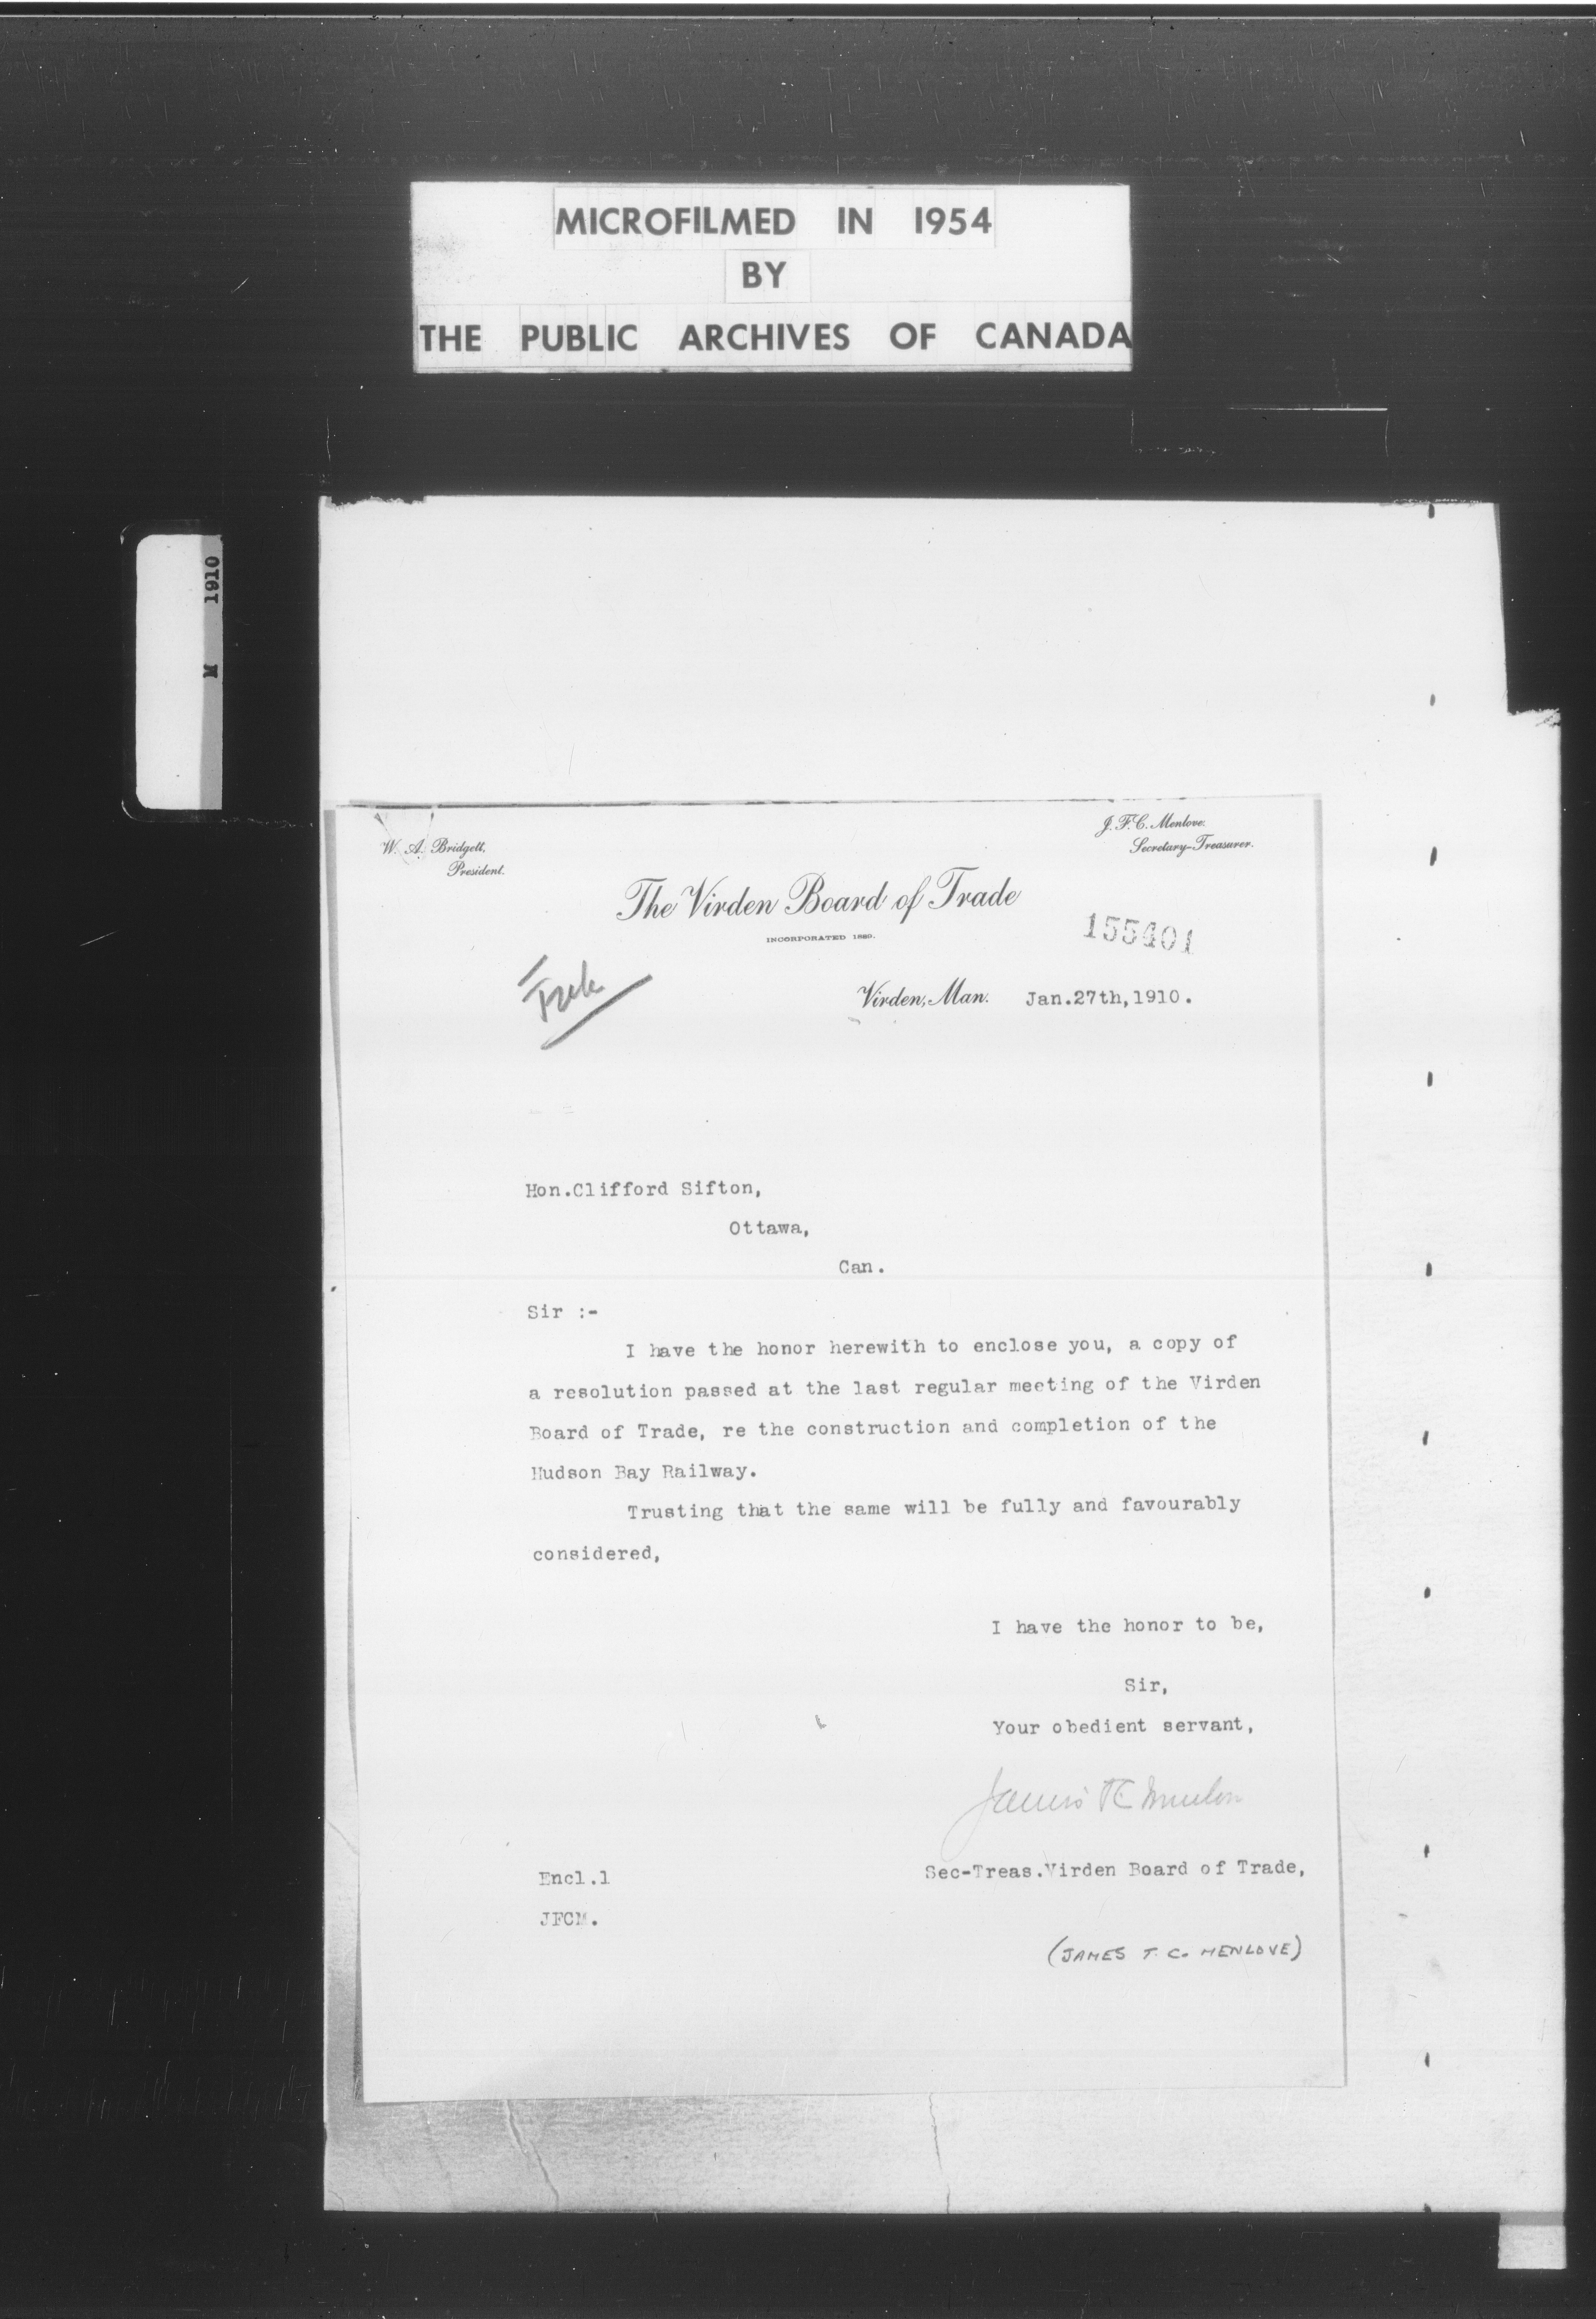 MICROFILMED IN 1954
BY
THE PUBLIC ARCHIVES OF CANADA
M 1910
W. A. Bridgett,
President.
J. F. C. Menlove.
Secretary-Treasurer.
The Virden Board of Trade
INCORPORATED 1889.
155401
Virden, Man. Jan.27th,1910.
Hon.Clifford Sifton,
Ottawa,
Can.
Sir :-
I have the honor herewith to enclose you, a copy of
a resolution passed at the last regular meeting of the Virden
Board of Trade, re the construction and completion of the
Hudson Bay Railway.
Trusting that the same will be fully and favourably
considered,
I have the honor to be,
Sir,
Your obedient servant,
Sec-Treas.Virden Board of Trade,
Encl.1
JFCM.
(JAMES T. C. MENLOVE)